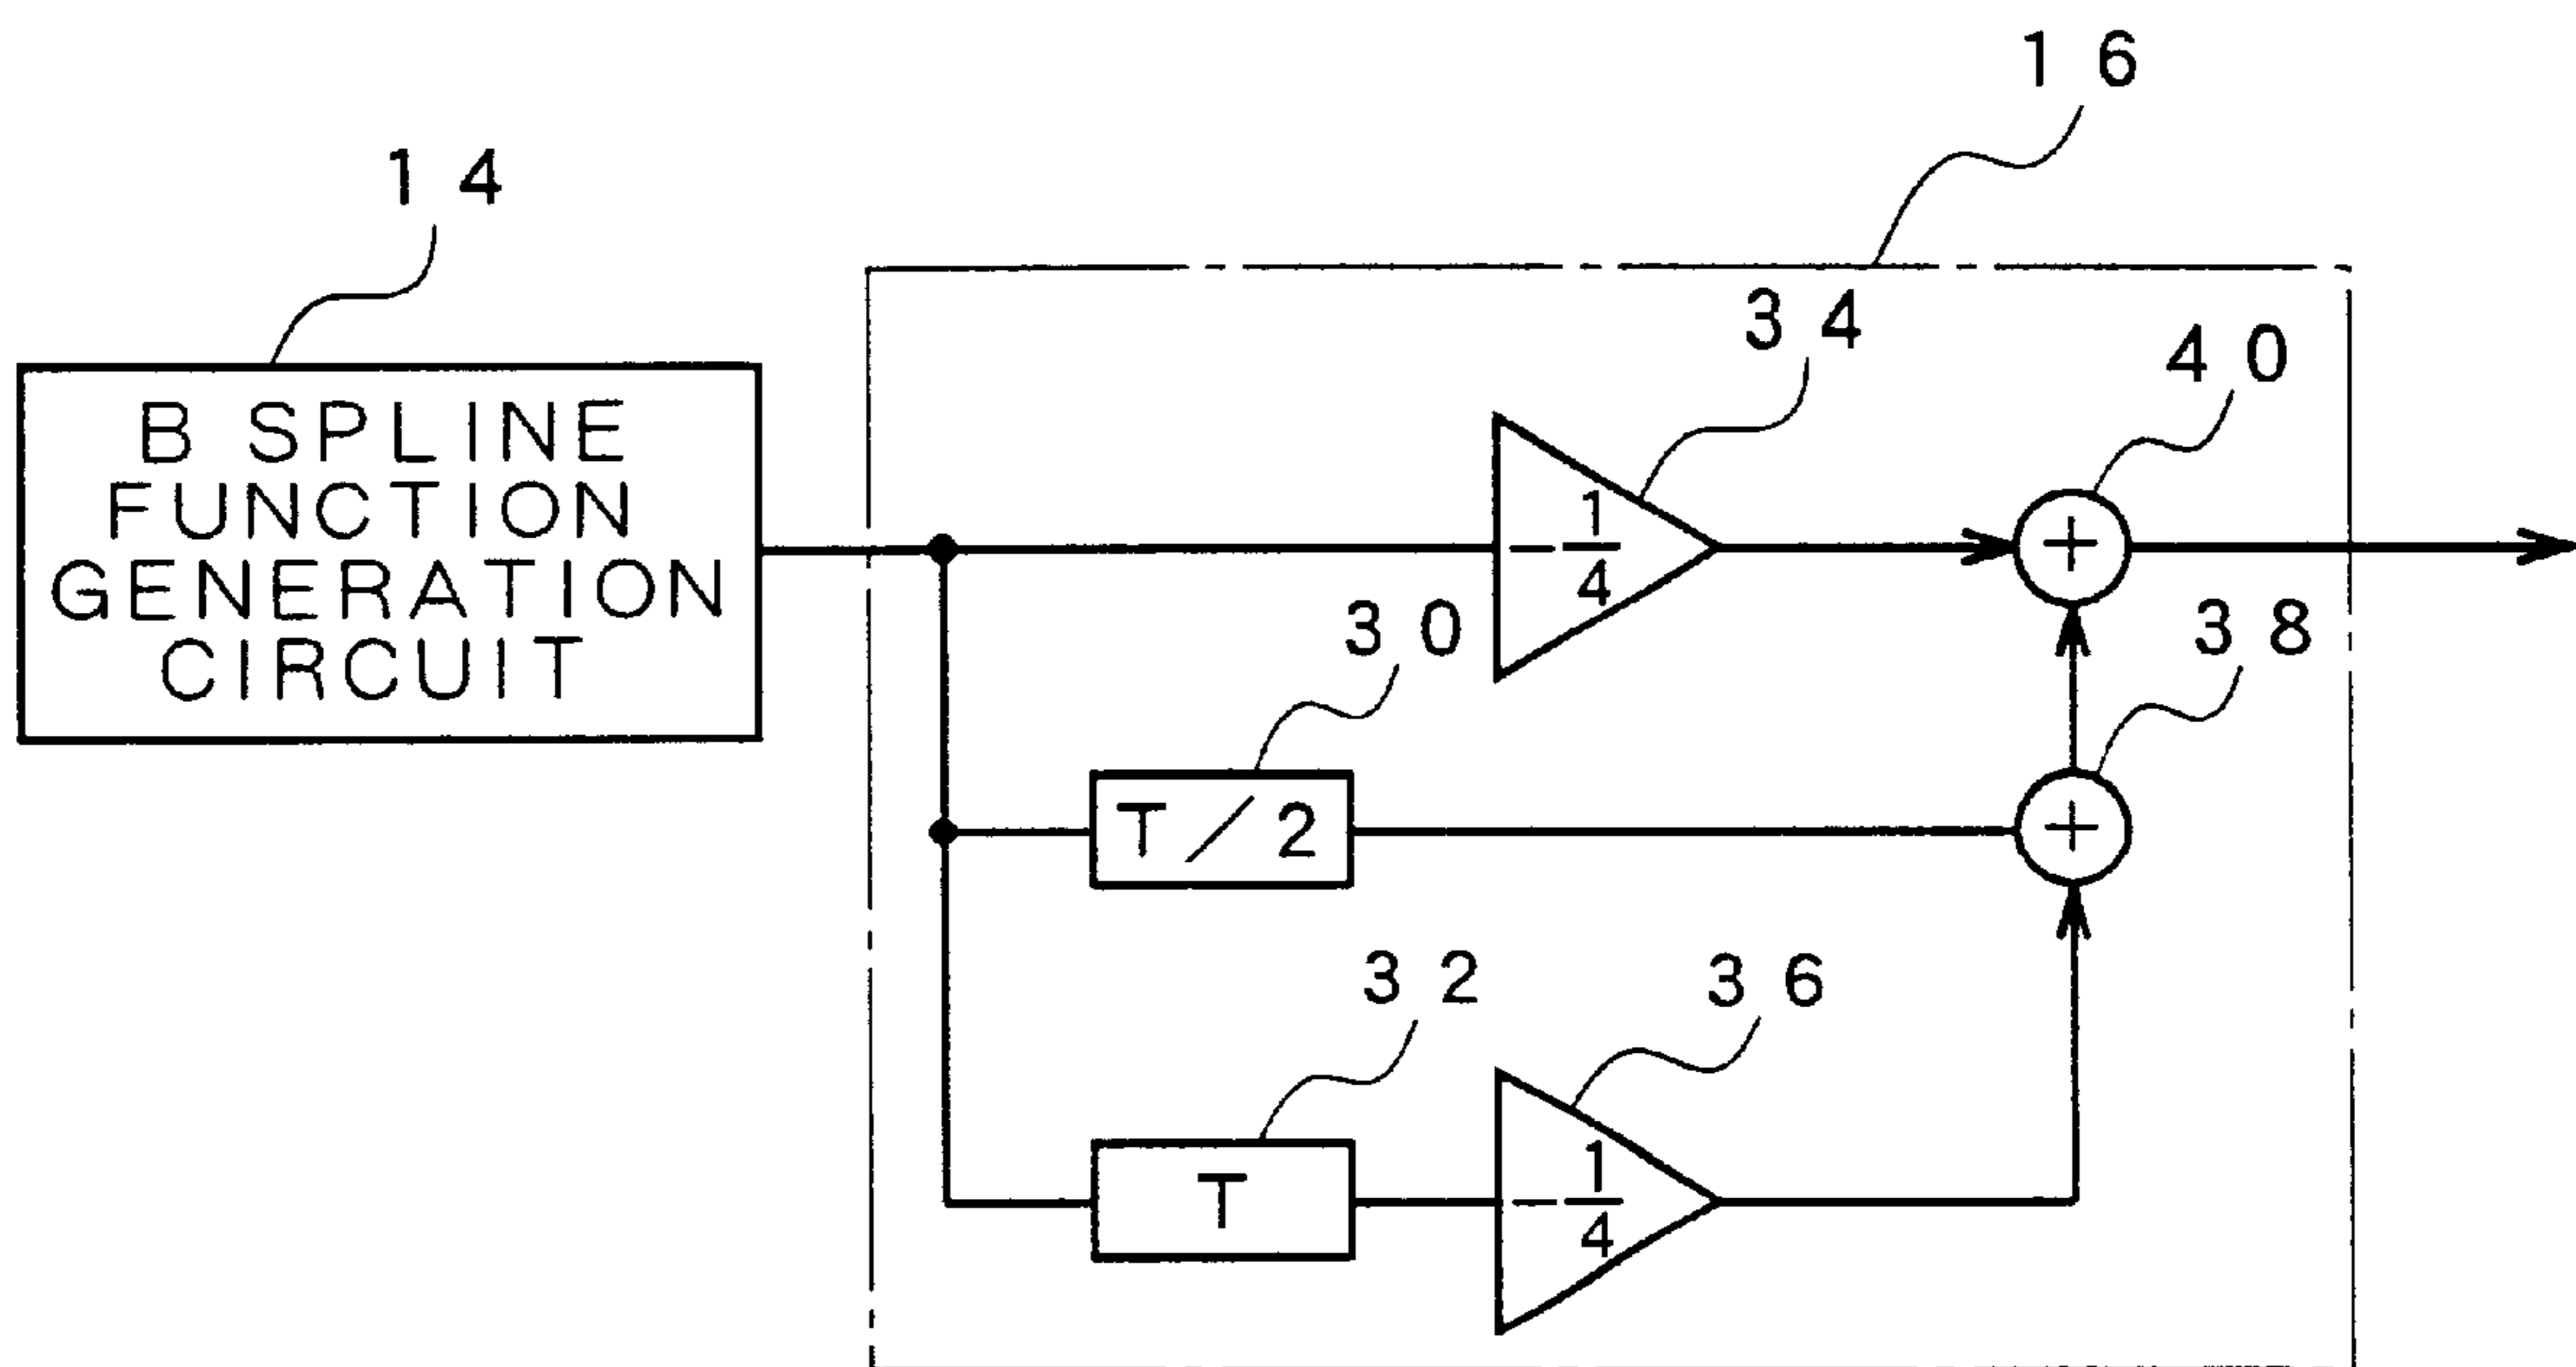 16
14
34
40
B SPLINE
FUNCTION
GENERATION
CIRCUIT
-1/4
30
38
T/2
32
36
T
-1/4